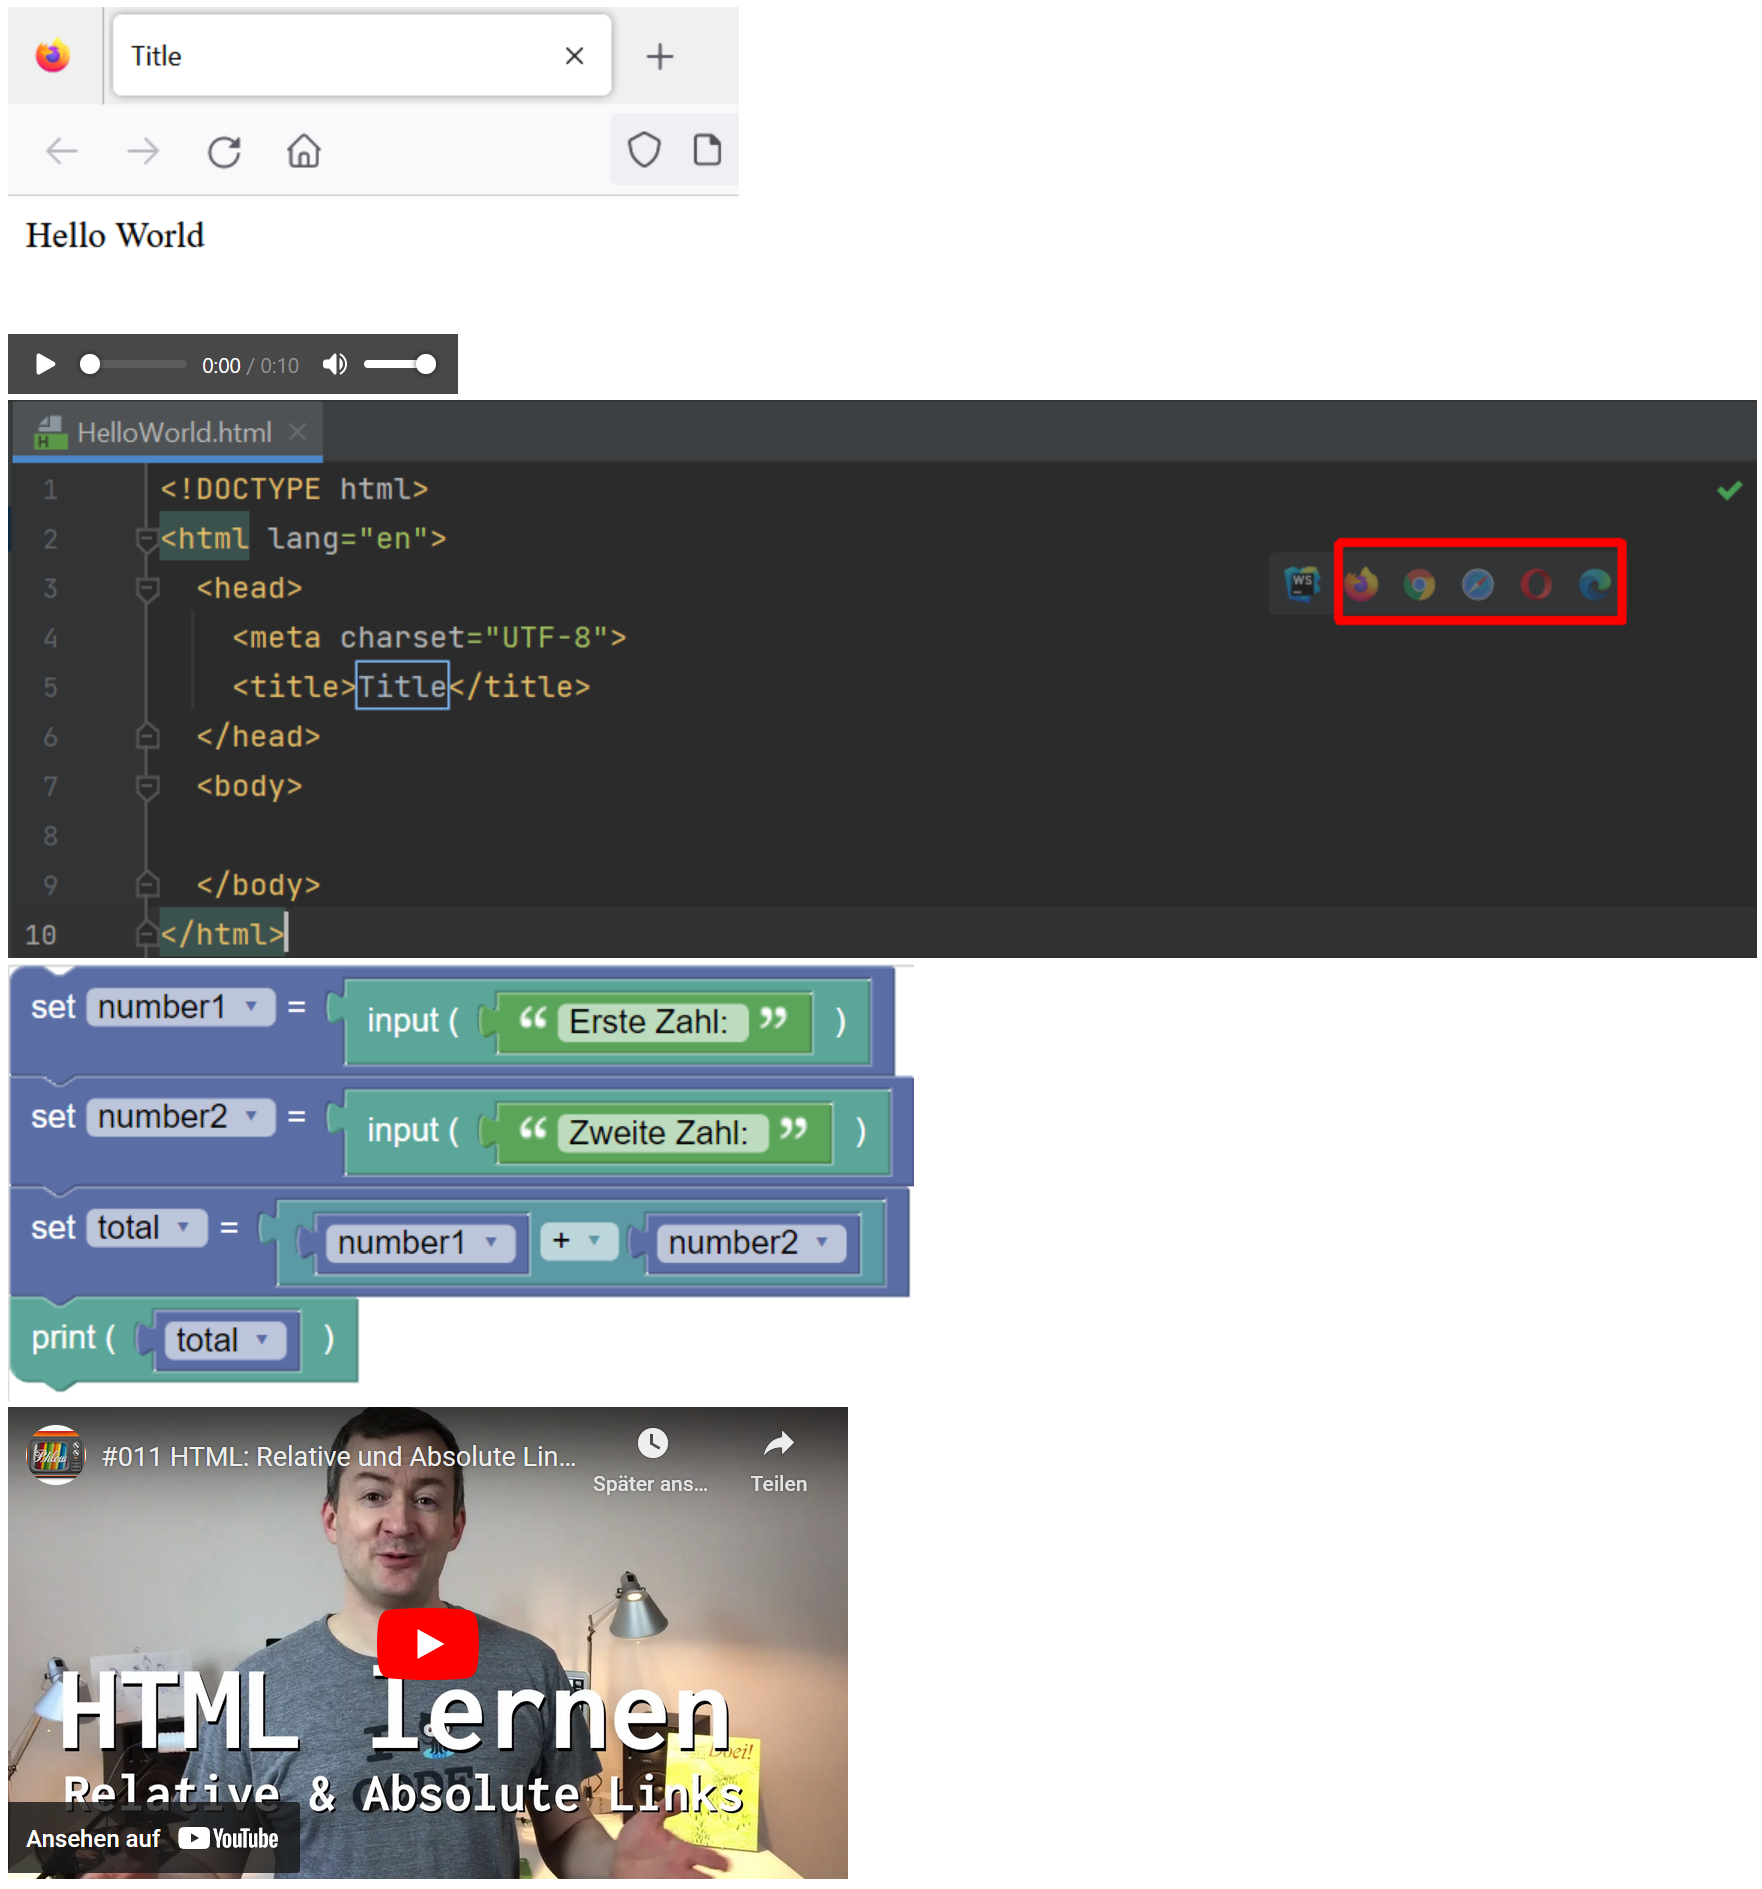 Title
Hello World
0:00 / 0:10
HelloWorld.html
1 <!DOCTYPE html>
2 <html lang="en">
WS
3 <head>
4 <meta charset="UTF-8">
5 <title>Title</title>
6 </head>
7 <body>
8
9 </body>
10 </html>
set number1 = input ( “ Erste Zahl: ” )
set number2 = input ( “ Zweite Zahl: ” )
set total = number1 + number2
print ( total )
#011 HTML: Relative und Absolute Lin...
Später ans...
Teilen
HTML lernen
Doei!
Relative & Absolute Links
Ansehen auf YouTube